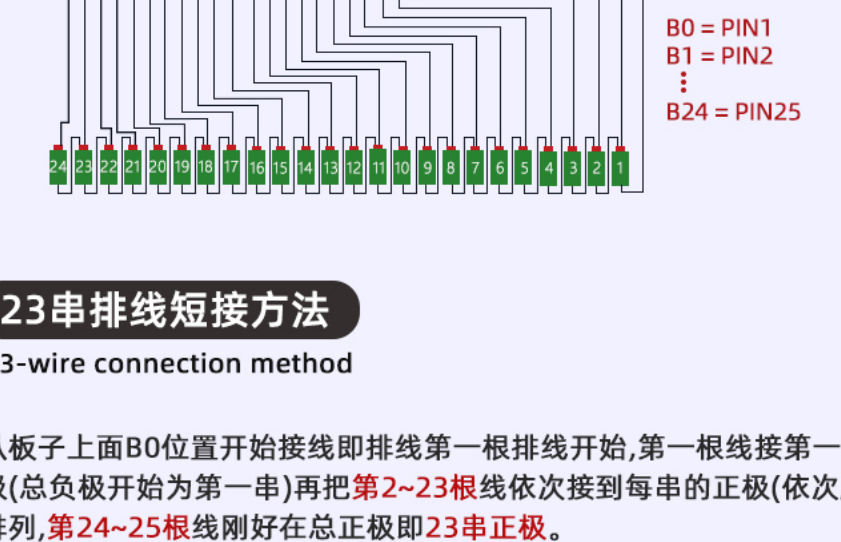 B0 = PIN1
B1 = PIN2
B24 = PIN25
24 23 22 21 20 19 18 17 16 15 14 13 12 11 10 9 8 7 6 5 4 3 2 1
23串排线短接方法
3-wire connection method
板子上面B0位置开始接线即排线第一根排线开始,第一根线接第一
(总负极开始为第一串)再把第2~23根线依次接到每串的正极(依次
列,第24~25根线刚好在总正极即23串正极。